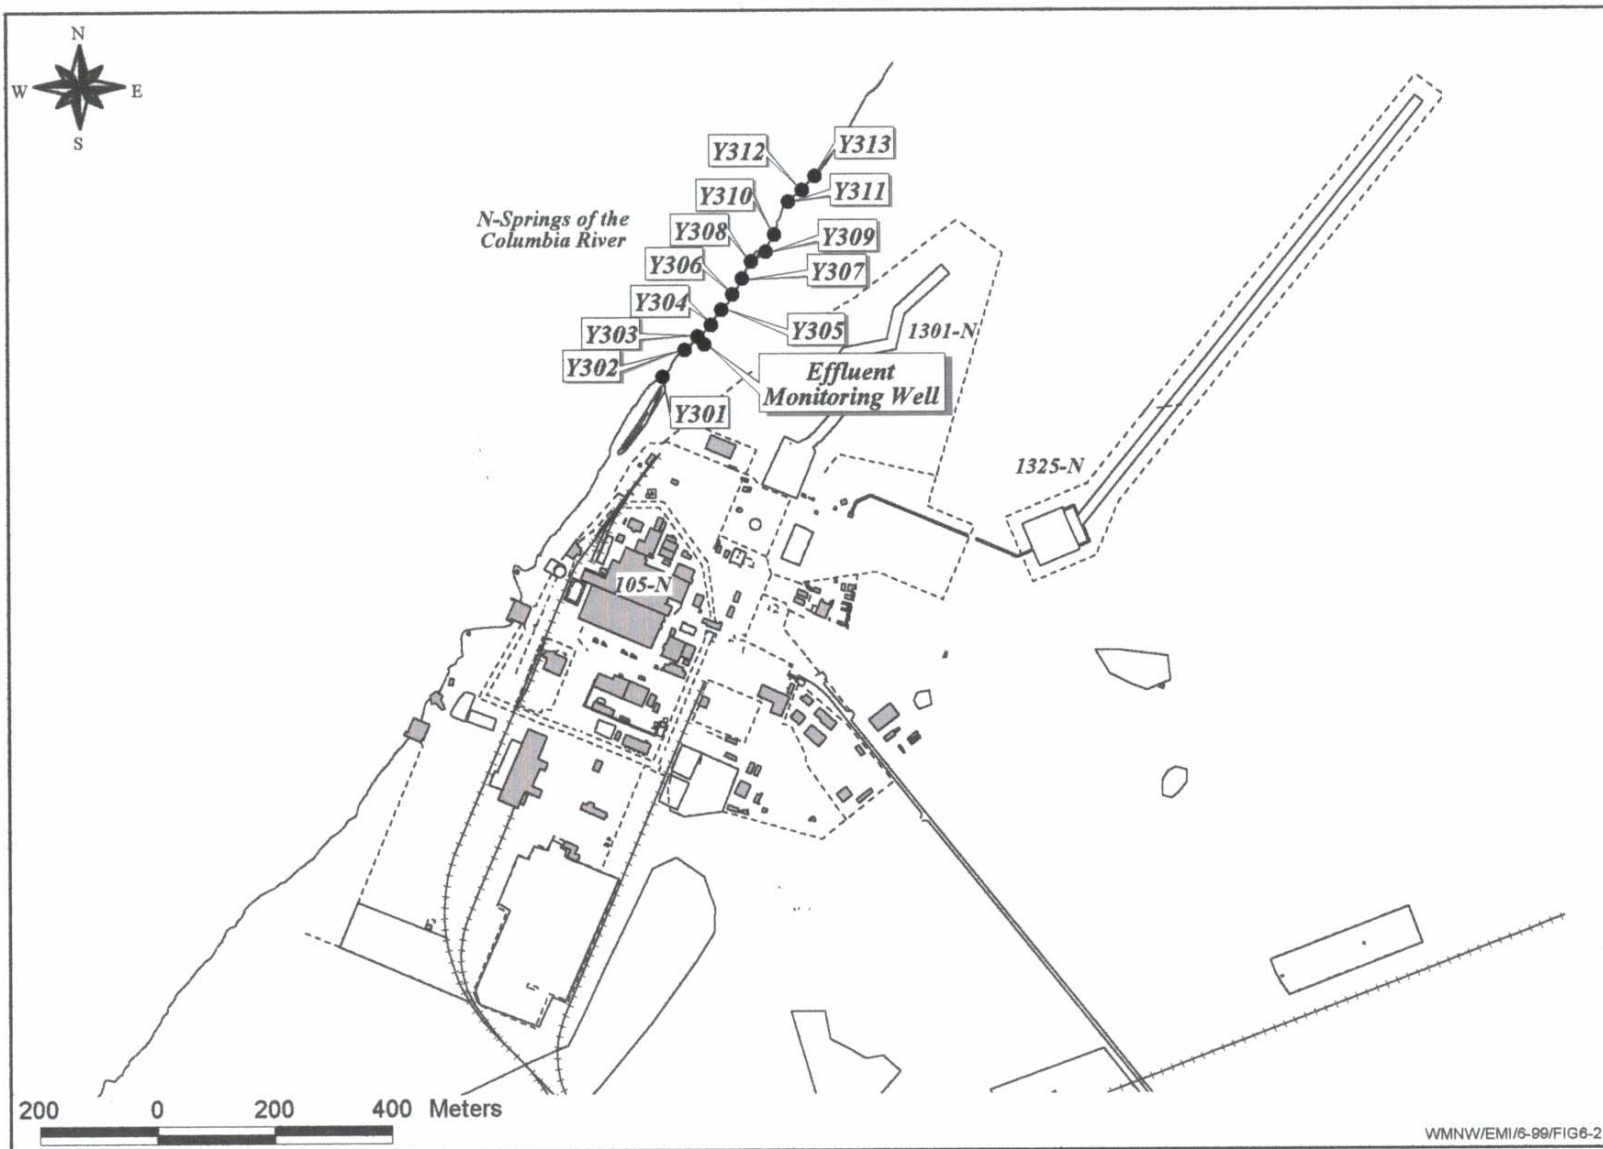 N
W
E
S
Y313
Y312
Y311
Y310
N-Springs of the
Columbia River
Y308
Y309
Y306
Y307
Y304
Y303
Y305
1301-N
Y302
Effluent
Monitoring Well
Y301
1325-N
105-N
200
0
200
400
Meters
WMNW/EMI/6-99/FIG6-2